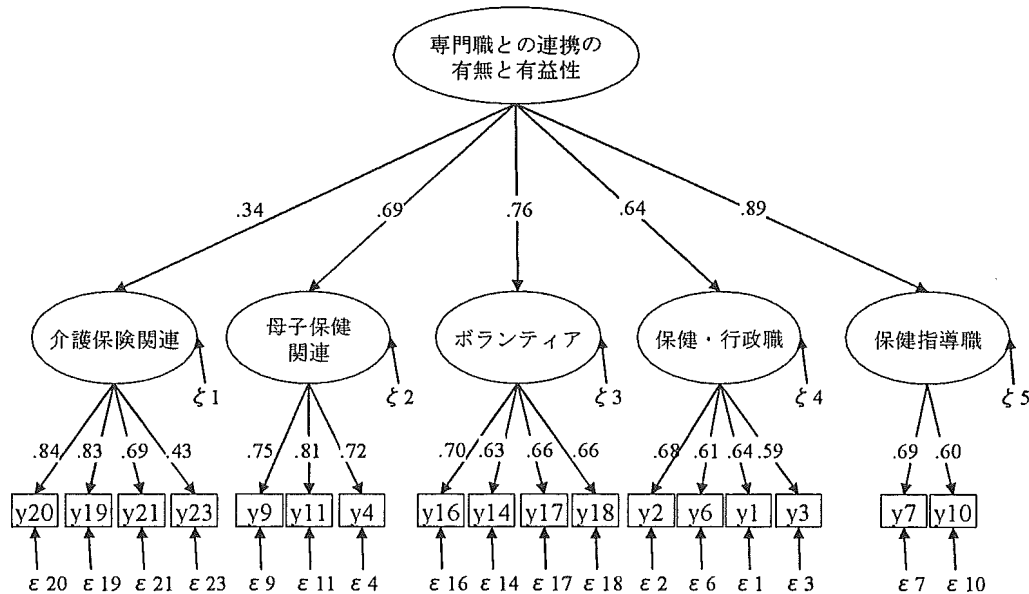 専門職との連携の
有無と有益性
.34 .69 .76 .64 .89
介護保険関連
母子保健
関連
ボランティア
保健・行政職
保健指導職
ζ1 ζ2 ζ3 ζ4 ζ5
.84 .83 .69 .43 .75 .81 .72 .70 .63 .66 .66 .68 .61 .64 .59 .69 .60
y20 y19 y21 y23 y9 y11 y4 y16 y14 y17 y18 y2 y6 y1 y3 y7 y10
ε20 ε19 ε21 ε23 ε9 ε11 ε4 ε16 ε14 ε17 ε18 ε2 ε6 ε1 ε3 ε7 ε10